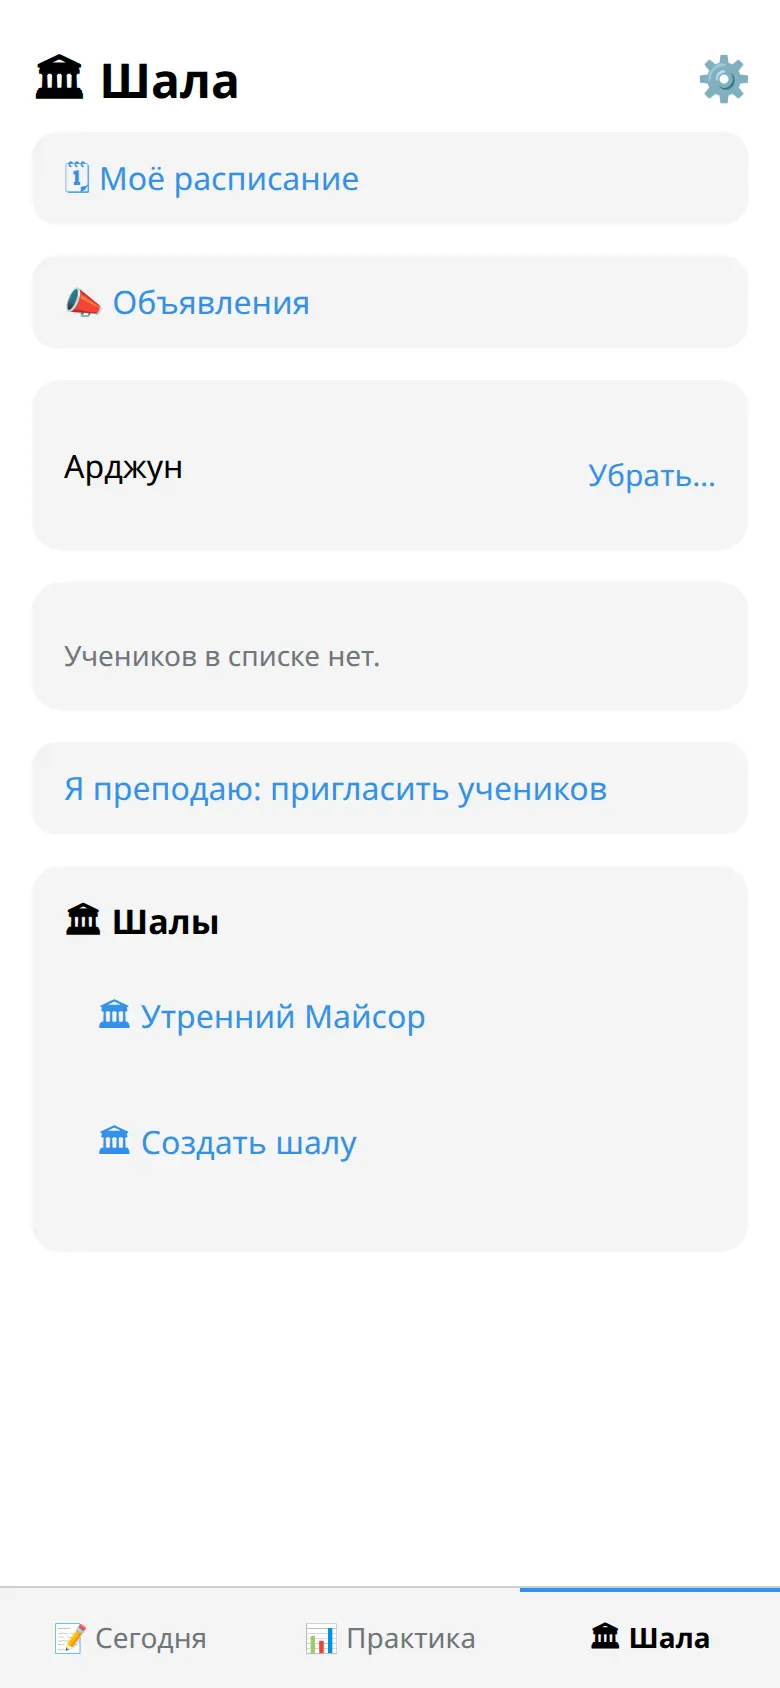 🏛 Шала ⚙️
🗓 Моё расписание
📣 Объявления
Арджун
Убрать...
Учеников в списке нет.
Я преподаю: пригласить учеников
🏛 Шалы
🏛 Утренний Майсор
🏛 Создать шалу
📝 Сегодня
📊 Практика
🏛 Шала